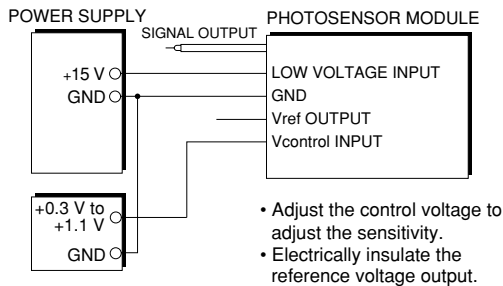 POWER SUPPLY
SIGNAL OUTPUT
PHOTOSENSOR MODULE
+15 V
GND
LOW VOLTAGE INPUT
GND
Vref OUTPUT
Vcontrol INPUT
+0.3 V to
+1.1 V
GND
• Adjust the control voltage to
adjust the sensitivity.
• Electrically insulate the
reference voltage output.